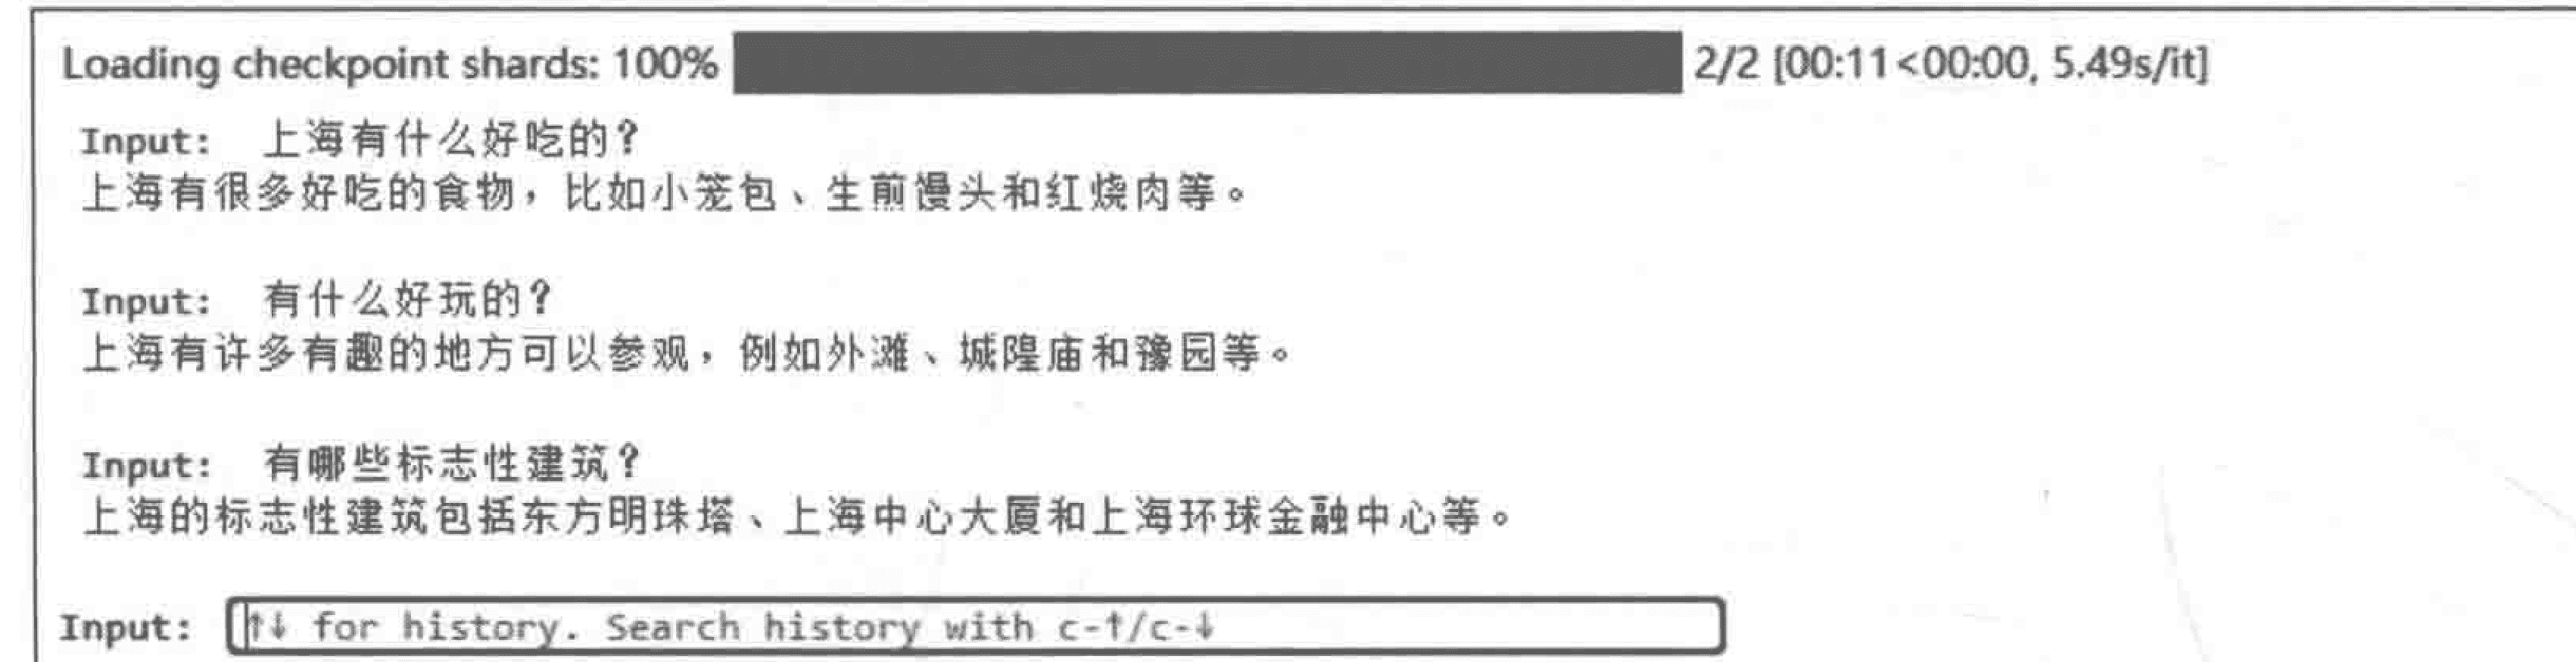 Loading checkpoint shards: 100% 2/2 [00:11<00:00, 5.49s/it]
Input: 上海有什么好吃的？
上海有很多好吃的食物，比如小笼包、生煎馒头和红烧肉等。
Input: 有什么好玩的？
上海有许多有趣的地方可以参观，例如外滩、城隍庙和豫园等。
Input: 有哪些标志性建筑？
上海的标志性建筑包括东方明珠塔、上海中心大厦和上海环球金融中心等。
Input: ↑↓ for history. Search history with c-↑/c-↓